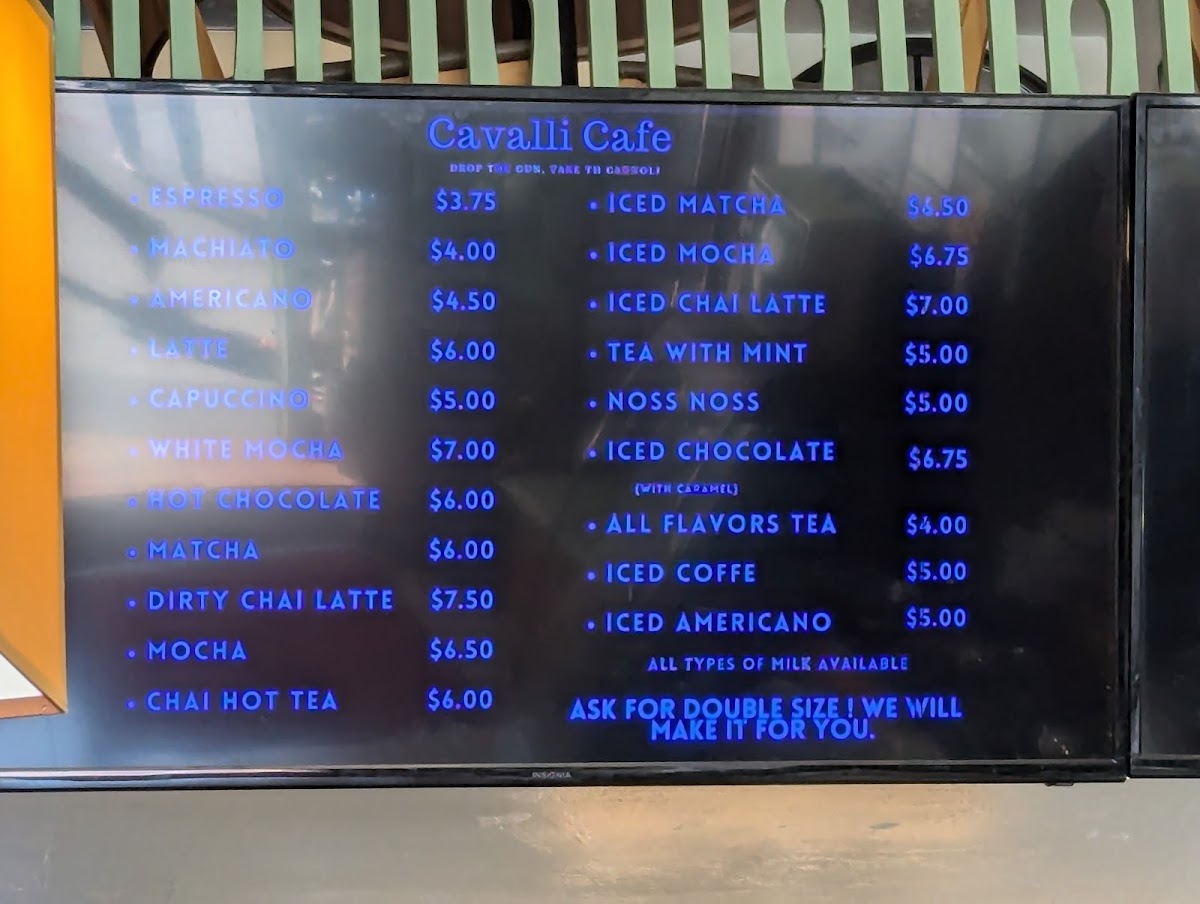 Cavalli Cafe
DROP THE GUN, TAKE TH CANNOLI
• ESPRESSO $3.75
• MACHIATO $4.00
• AMERICANO $4.50
• LATTE $6.00
• CAPUCCINO $5.00
• WHITE MOCHA $7.00
• HOT CHOCOLATE $6.00
• MATCHA $6.00
• DIRTY CHAI LATTE $7.50
• MOCHA $6.50
• CHAI HOT TEA $6.00
• ICED MATCHA $6.50
• ICED MOCHA $6.75
• ICED CHAI LATTE $7.00
• TEA WITH MINT $5.00
• NOSS NOSS $5.00
• ICED CHOCOLATE $6.75
(WITH CARAMEL)
• ALL FLAVORS TEA $4.00
• ICED COFFE $5.00
• ICED AMERICANO $5.00
ALL TYPES OF MILK AVAILABLE
ASK FOR DOUBLE SIZE ! WE WILL
MAKE IT FOR YOU.
INSIGNIA